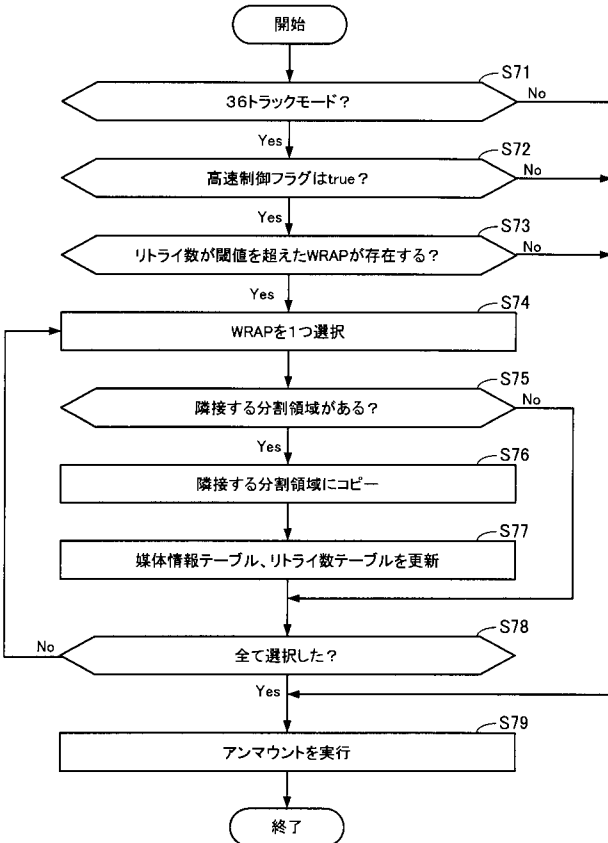 開始
S71
36トラックモード?
No
Yes
S72
高速制御フラグはtrue?
No
Yes
S73
リトライ数が閾値を超えたWRAPが存在する?
No
Yes
S74
WRAPを1つ選択
S75
隣接する分割領域がある?
No
Yes
S76
隣接する分割領域にコピー
S77
媒体情報テーブル、リトライ数テーブルを更新
S78
No
全て選択した?
Yes
S79
アンマウントを実行
終了